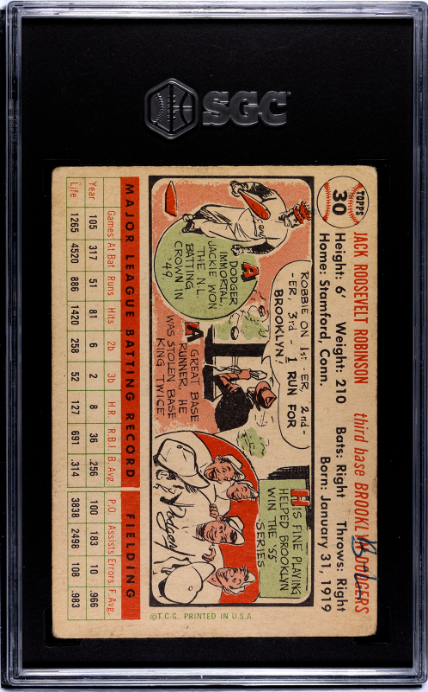 SGC
TOPPS
30
JACK ROOSEVELT ROBINSON third base BROOKLYN DODGERS
Height: 6' Weight: 210 Bats: Right Throws: Right
Home: Stamford, Conn. Born: January 31, 1919
A DODGER
IMMORTAL,
JACKIE WON
THE N.L.
BATTING
CROWN IN
'49
ROBBIE ON 1ST-ER, 2ND-
-ER, 3RD - 1 RUN FOR
BROOKLYN!
A GREAT BASE
RUNNER, HE
WAS STOLEN BASE
KING TWICE
HIS FINE PLAYING
HELPED BROOKLYN
WIN THE '55
SERIES
Dodgers
MAJOR LEAGUE BATTING RECORD FIELDING
Games At Bat Runs Hits 2b 3b H.R. R.B.I. B.Avg. P.O. Assists Errors F.Avg.
Year 105 317 51 81 6 2 8 36 .256 100 183 10 .966
Life 1265 4520 886 1420 258 52 127 691 .314 3838 2498 108 .983
©T.C.G. PRINTED IN U.S.A.